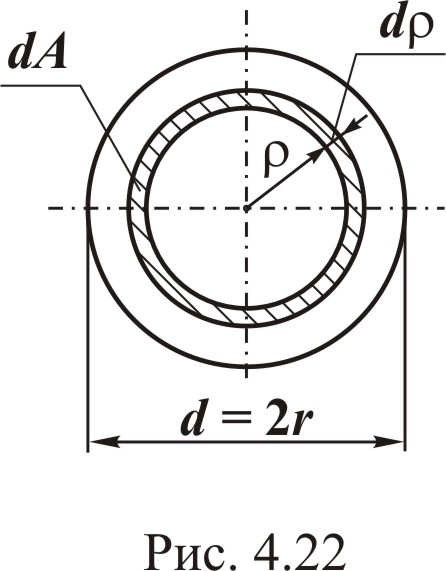 dA
dρ
ρ
d = 2r
Рис. 4.22